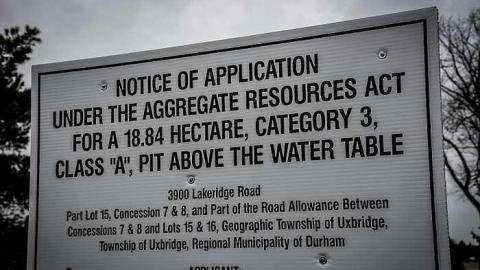 NOTICE OF APPLICATION
UNDER THE AGGREGATE RESOURCES ACT
FOR A 18.84 HECTARE, CATEGORY 3,
CLASS "A", PIT ABOVE THE WATER TABLE
3900 Lakeridge Road
Part Lot 15, Concession 7 & 8, and Part of the Road Allowance Between
Concessions 7 & 8 and Lots 15 & 16, Geographic Township of Uxbridge,
Township of Uxbridge, Regional Municipality of Durham
APPLICANT: